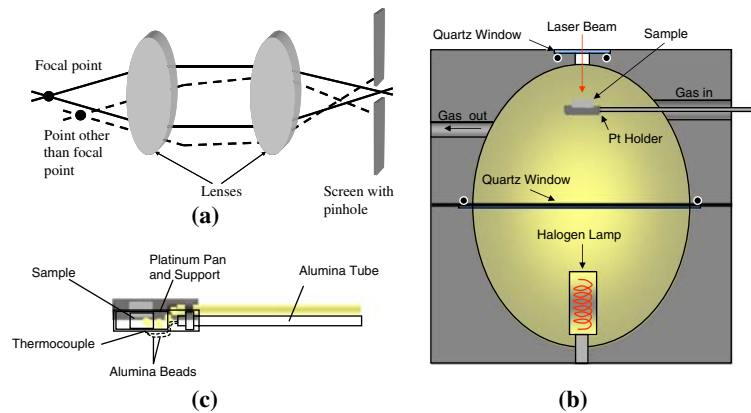 (a)
Focal point
Point other
than focal
point
Lenses
Screen with
pinhole
(a)
Laser Beam
Quartz Window
Sample
Gas in
Gas out
Pt Holder
Quartz Window
Halogen Lamp
(b)
Platinum Pan
and Support
Sample
Alumina Tube
Thermocouple
Alumina Beads
(c)